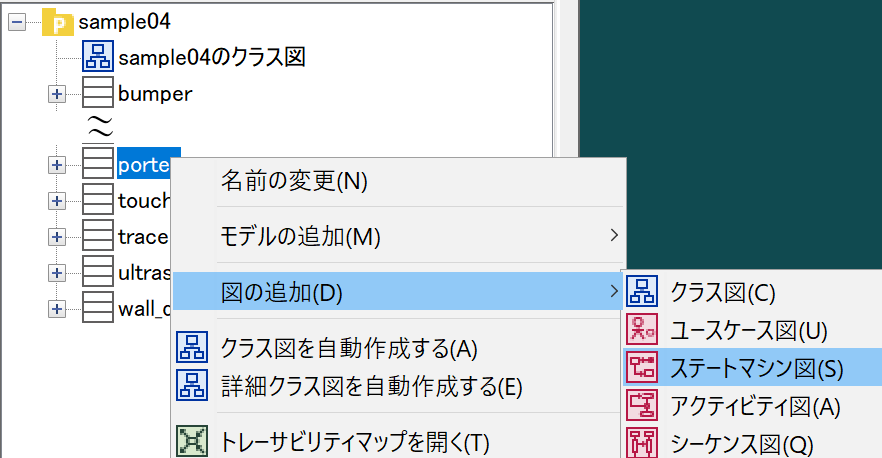 sample04
sample04のクラス図
bumper
porte
touch
trace
ultras
wall_
名前の変更(N)
モデルの追加(M)
図の追加(D)
クラス図を自動作成する(A)
詳細クラス図を自動作成する(E)
トレーサビリティマップを開く(T)
クラス図(C)
ユースケース図(U)
ステートマシン図(S)
アクティビティ図(A)
シーケンス図(Q)